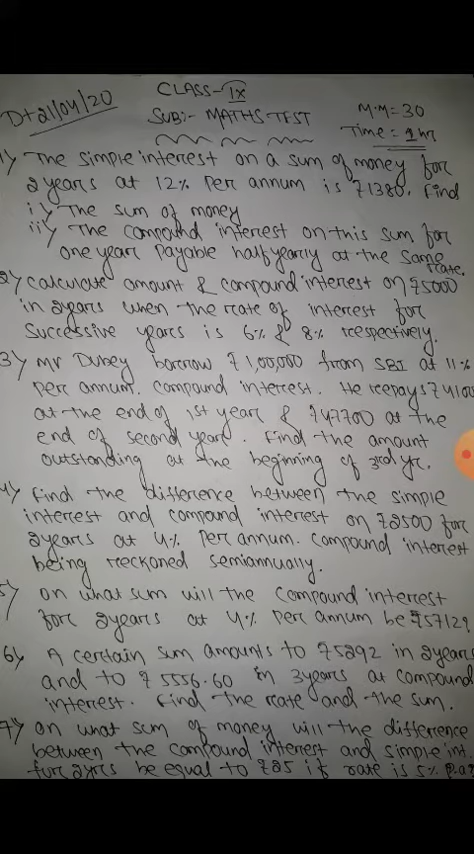 Dt 21/04/20
CLASS- IX
SUB:- MATHS TEST
M.M = 30
Time = 1 hr
1) The simple interest on a sum of money for
2 years at 12% per annum is ₹1380. Find
i) The sum of money
ii) The compound interest on this sum for
one year payable half yearly at the same
rate.
2) calculate amount & compound interest on ₹5000
in 2 years when the rate of interest for
successive years is 6% & 8% respectively.
3) Mr Dubey borrow ₹1,00,000 from SBI at 11%
per annum. compound interest. He repays ₹4100
at the end of 1st year & ₹47700 at the
end of second year. Find the amount
outstanding at the beginning of 3rd yr.
4) Find the difference between the simple
interest and compound interest on ₹2500 for
2 years at 4% per annum. compound interest
being reckoned semiannually.
5) on what sum will the compound interest
for 2 years at 4% per annum be ₹5712?
6) A certain sum amounts to ₹5292 in 2 years
and to ₹5556.60 in 3 years at compound
interest. Find the rate and the sum.
7) on what sum of money will the difference
between the compound interest and simple int.
for 2 yrs be equal to ₹25 if rate is 5% p.a?